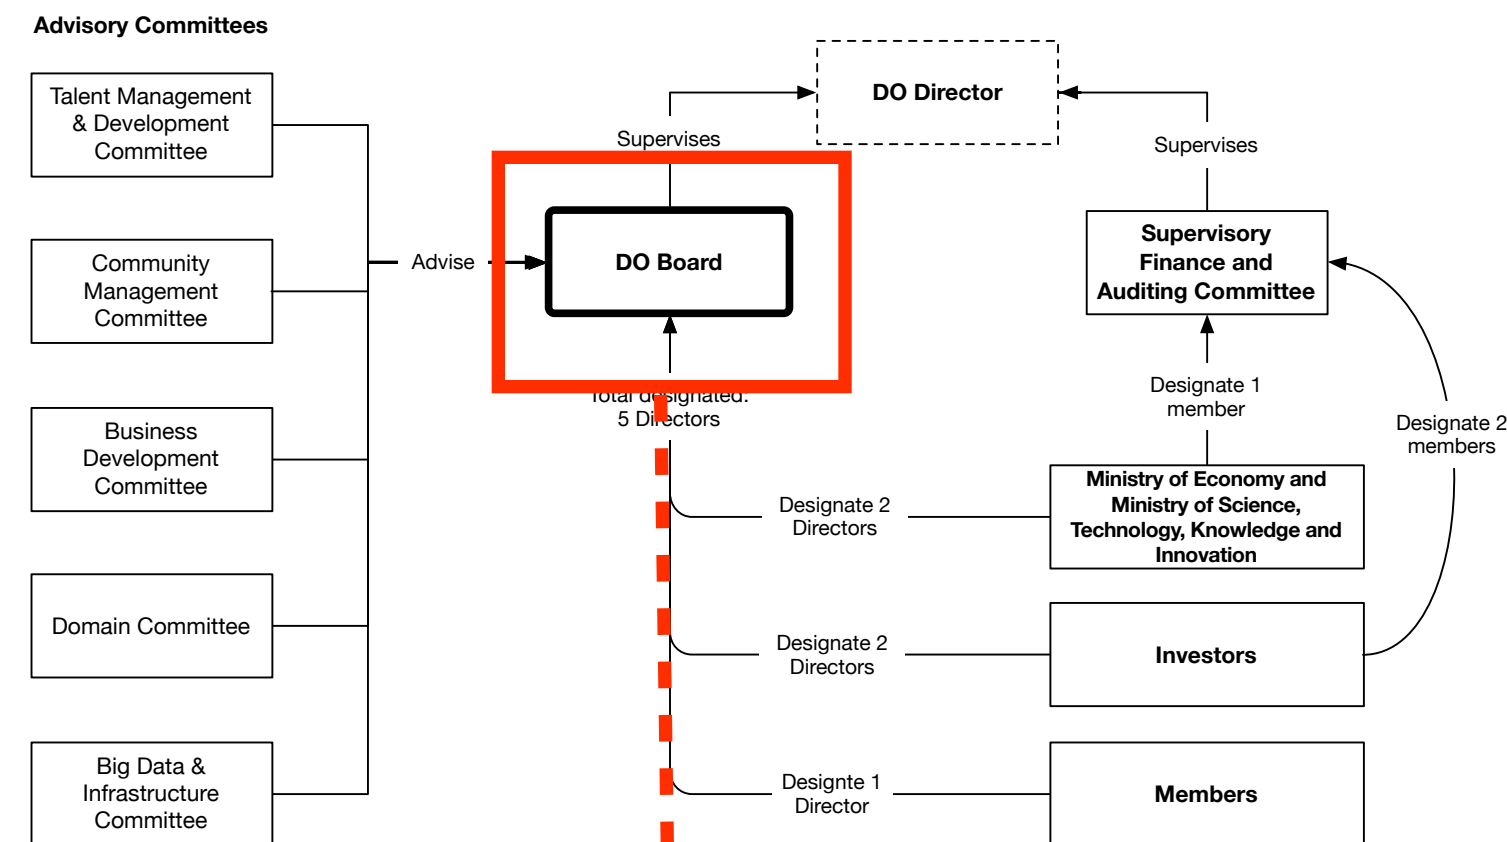 Advisory Committees
Talent Management
& Development
Committee
Community
Management
Committee
Business
Development
Committee
Domain Committee
Big Data &
Infrastructure
Committee
Advise
Supervises
DO Board
Total designated:
5 Directors
DO Director
Supervises
Supervisory
Finance and
Auditing Committee
Designate 1
member
Designate 2
members
Designate 2
Directors
Ministry of Economy and
Ministry of Science,
Technology, Knowledge and
Innovation
Designate 2
Directors
Investors
Designte 1
Director
Members